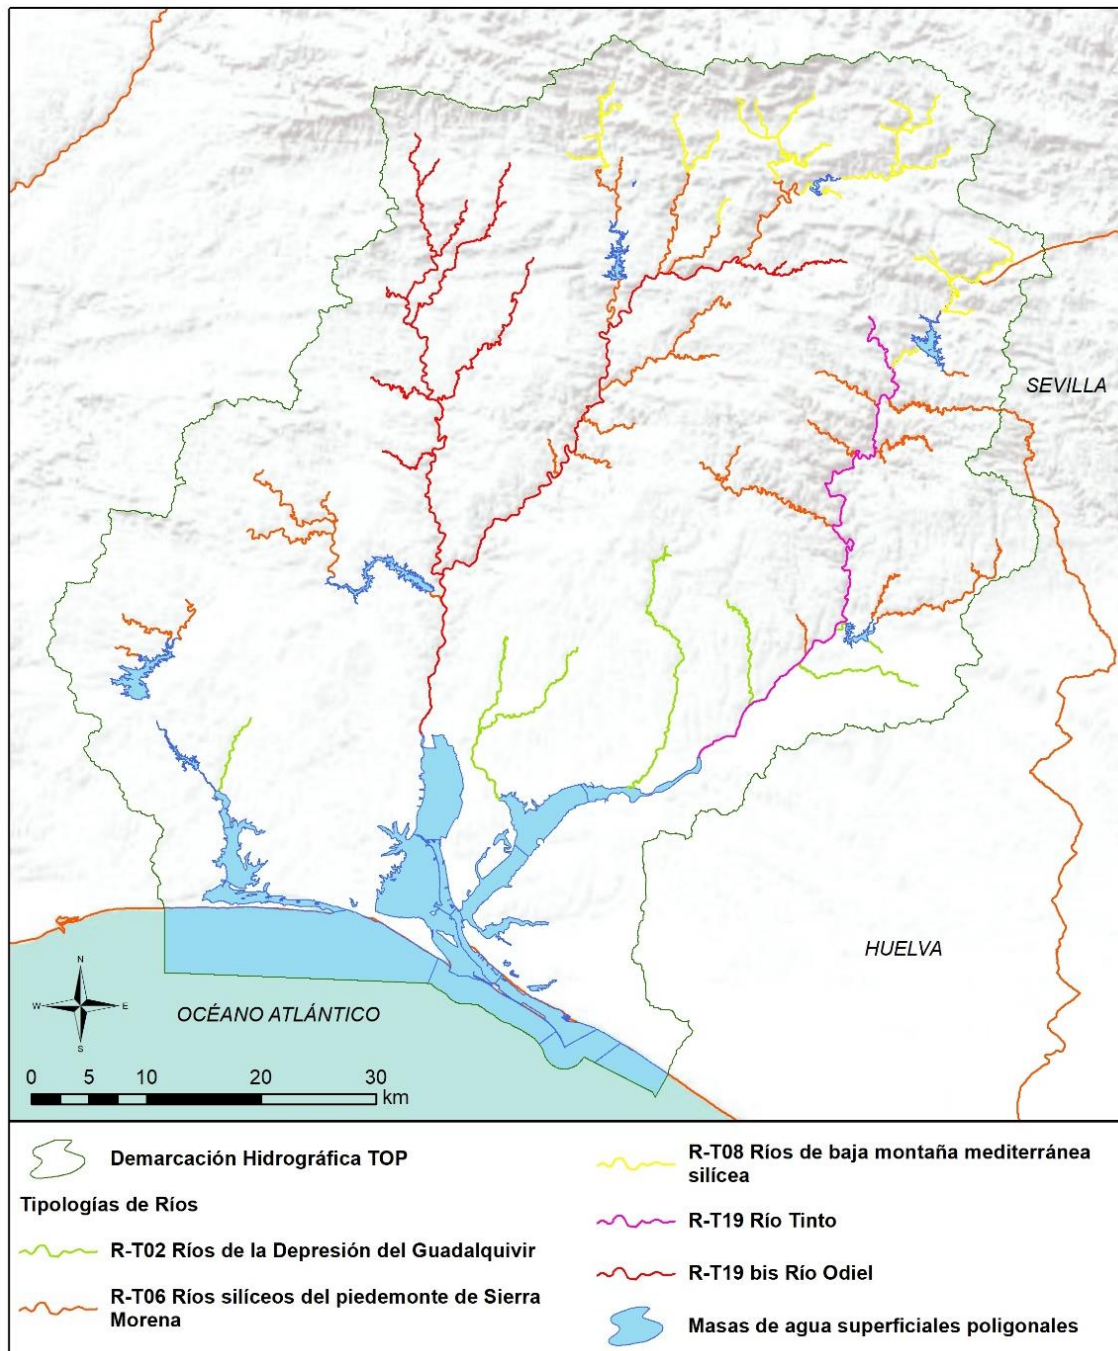 SEVILLA
HUELVA
OCÉANO ATLÁNTICO
N
W
E
S
0 5 10 20 30
km
Demarcación Hidrográfica TOP
Tipologías de Ríos
R-T02 Ríos de la Depresión del Guadalquivir
R-T06 Ríos silíceos del piedemonte de Sierra
Morena
R-T08 Ríos de baja montaña mediterránea
silícea
R-T19 Río Tinto
R-T19 bis Río Odiel
Masas de agua superficiales poligonales